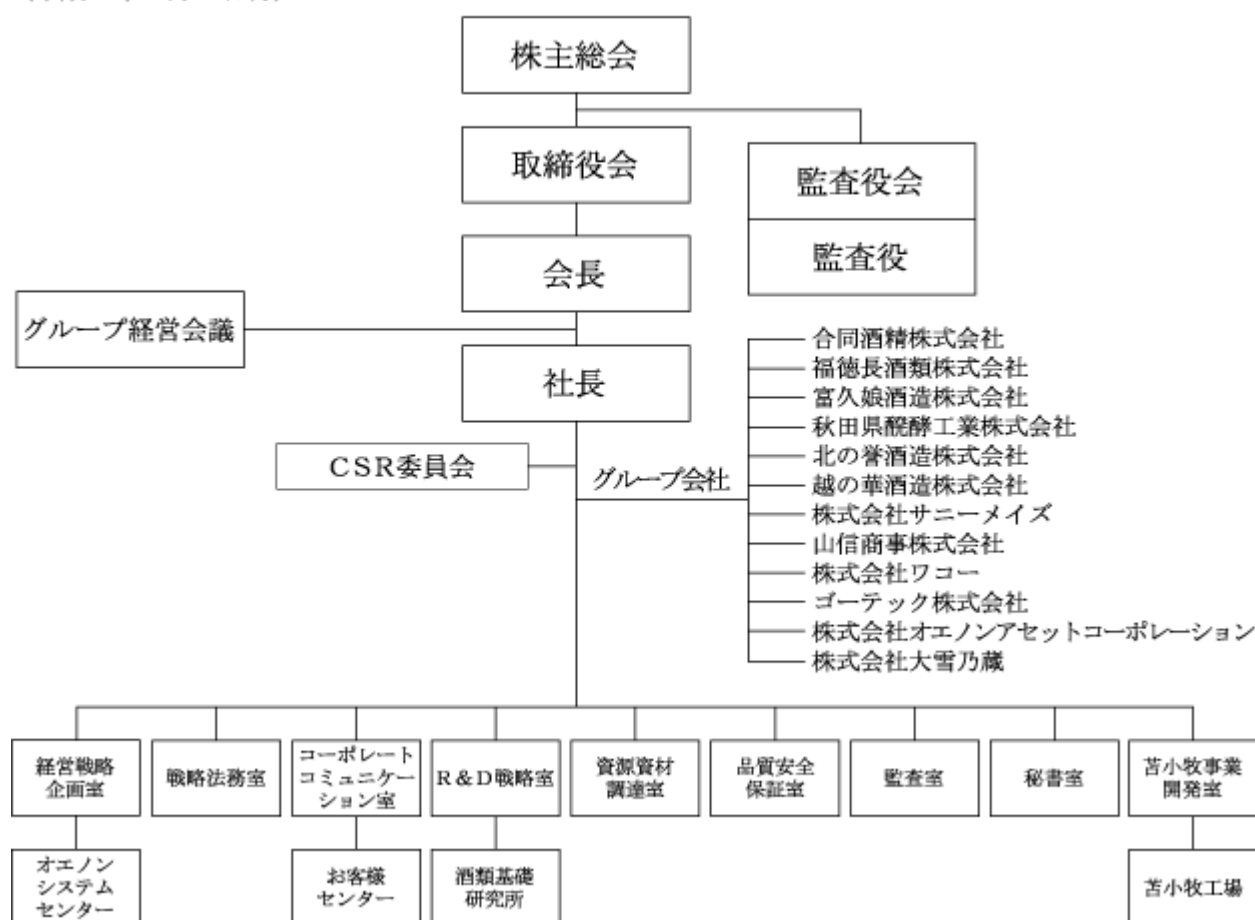 株主総会
取締役会
監査役会
監査役
会長
グループ経営会議
社長
CSR委員会
グループ会社
合同酒精株式会社
福徳長酒類株式会社
富久娘酒造株式会社
秋田県醗酵工業株式会社
北の誉酒造株式会社
越の華酒造株式会社
株式会社サニーメイズ
山信商事株式会社
株式会社ワコー
ゴーテック株式会社
株式会社オエノンアセットコーポレーション
株式会社大雪乃蔵
経営戦略
企画室
戦略法務室
コーポレート
コミュニケー
ション室
R&D戦略室
資源資材
調達室
品質安全
保証室
監査室
秘書室
苫小牧事業
開発室
オエノン
システム
センター
お客様
センター
酒類基礎
研究所
苫小牧工場